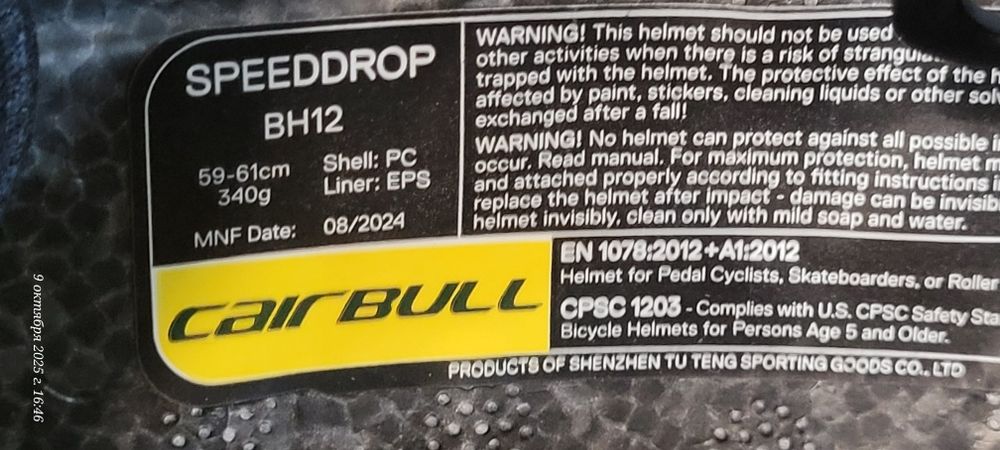 SPEEDDROP
BH12
59-61cm
340g
Shell: PC
Liner: EPS
MNF Date: 08/2024
cairBULL
WARNING! This helmet should not be used
other activities when there is a risk of
trapped with the helmet. The protective effect of the
affected by paint, stickers, cleaning liquids or other
exchanged after a fall!
WARNING! No helmet can protect against all possible
occur. Read manual. For maximum protection, helmet
and attached properly according to fitting instructions
replace the helmet after impact - damage can be
helmet invisibly, clean only with mild soap and water.
EN 1078:2012+A1:2012
Helmet for Pedal Cyclists, Skateboarders, or Roller
CPSC 1203 - Complies with U.S. CPSC Safety
Bicycle Helmets for Persons Age 5 and Older.
PRODUCTS OF SHENZHEN TU TENG SPORTING GOODS CO., LTD
9 октября 2025 г. 16:46